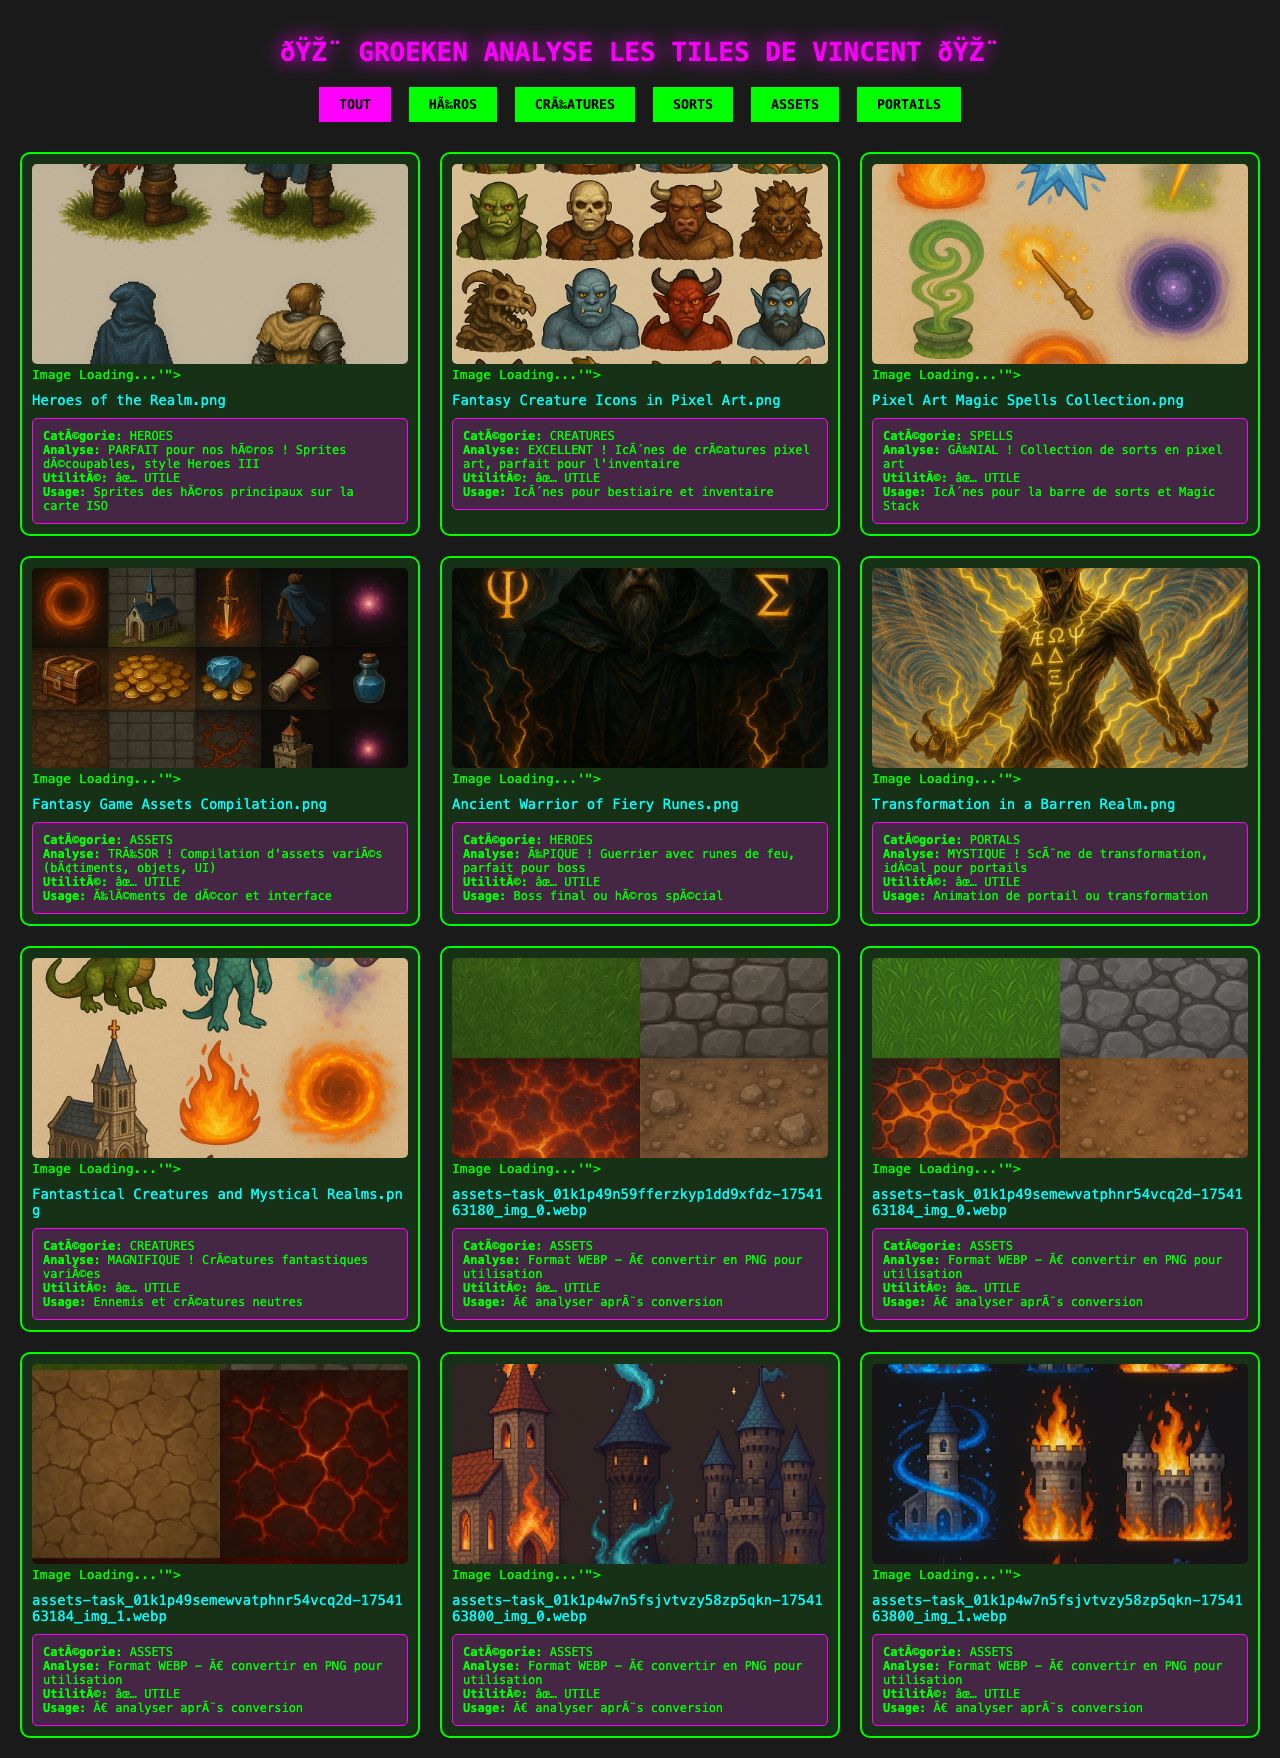 ðŸŽ¨ GROEKEN ANALYSE LES TILES DE VINCENT ðŸŽ¨
TOUT
HÃ‰ROS
CRÃ‰ATURES
SORTS
ASSETS
PORTAILS
Image Loading...'">
Heroes of the Realm.png
CatÃ©gorie: HEROES
Analyse: PARFAIT pour nos hÃ©ros ! Sprites
dÃ©coupables, style Heroes III
UtilitÃ©: âœ… UTILE
Usage: Sprites des hÃ©ros principaux sur la
carte ISO
Image Loading...'">
Fantasy Creature Icons in Pixel Art.png
CatÃ©gorie: CREATURES
Analyse: EXCELLENT ! IcÃ´nes de crÃ©atures pixel
art, parfait pour l'inventaire
UtilitÃ©: âœ… UTILE
Usage: IcÃ´nes pour bestiaire et inventaire
Image Loading...'">
Pixel Art Magic Spells Collection.png
CatÃ©gorie: SPELLS
Analyse: GÃ‰NIAL ! Collection de sorts en pixel
art
UtilitÃ©: âœ… UTILE
Usage: IcÃ´nes pour la barre de sorts et Magic
Stack
Image Loading...'">
Fantasy Game Assets Compilation.png
CatÃ©gorie: ASSETS
Analyse: TRÃ‰SOR ! Compilation d'assets variÃ©s
(bÃ¢timents, objets, UI)
UtilitÃ©: âœ… UTILE
Usage: Ã‰lÃ©ments de dÃ©cor et interface
Ψ Σ
Image Loading...'">
Ancient Warrior of Fiery Runes.png
CatÃ©gorie: HEROES
Analyse: Ã‰PIQUE ! Guerrier avec runes de feu,
parfait pour boss
UtilitÃ©: âœ… UTILE
Usage: Boss final ou hÃ©ros spÃ©cial
Æ Ω Ψ
Δ Δ
Ξ
Image Loading...'">
Transformation in a Barren Realm.png
CatÃ©gorie: PORTALS
Analyse: MYSTIQUE ! ScÃ¨ne de transformation,
idÃ©al pour portails
UtilitÃ©: âœ… UTILE
Usage: Animation de portail ou transformation
Image Loading...'">
Fantastical Creatures and Mystical Realms.pn
g
CatÃ©gorie: CREATURES
Analyse: MAGNIFIQUE ! CrÃ©atures fantastiques
variÃ©es
UtilitÃ©: âœ… UTILE
Usage: Ennemis et crÃ©atures neutres
Image Loading...'">
assets-task_01k1p49n59fferzkyp1dd9xfdz-17541
63180_img_0.webp
CatÃ©gorie: ASSETS
Analyse: Format WEBP - Ã€ convertir en PNG pour
utilisation
UtilitÃ©: âœ… UTILE
Usage: Ã€ analyser aprÃ¨s conversion
Image Loading...'">
assets-task_01k1p49semewvatphnr54vcq2d-17541
63184_img_0.webp
CatÃ©gorie: ASSETS
Analyse: Format WEBP - Ã€ convertir en PNG pour
utilisation
UtilitÃ©: âœ… UTILE
Usage: Ã€ analyser aprÃ¨s conversion
Image Loading...'">
assets-task_01k1p49semewvatphnr54vcq2d-17541
63184_img_1.webp
CatÃ©gorie: ASSETS
Analyse: Format WEBP - Ã€ convertir en PNG pour
utilisation
UtilitÃ©: âœ… UTILE
Usage: Ã€ analyser aprÃ¨s conversion
Image Loading...'">
assets-task_01k1p4w7n5fsjvtvzy58zp5qkn-17541
63800_img_0.webp
CatÃ©gorie: ASSETS
Analyse: Format WEBP - Ã€ convertir en PNG pour
utilisation
UtilitÃ©: âœ… UTILE
Usage: Ã€ analyser aprÃ¨s conversion
Image Loading...'">
assets-task_01k1p4w7n5fsjvtvzy58zp5qkn-17541
63800_img_1.webp
CatÃ©gorie: ASSETS
Analyse: Format WEBP - Ã€ convertir en PNG pour
utilisation
UtilitÃ©: âœ… UTILE
Usage: Ã€ analyser aprÃ¨s conversion